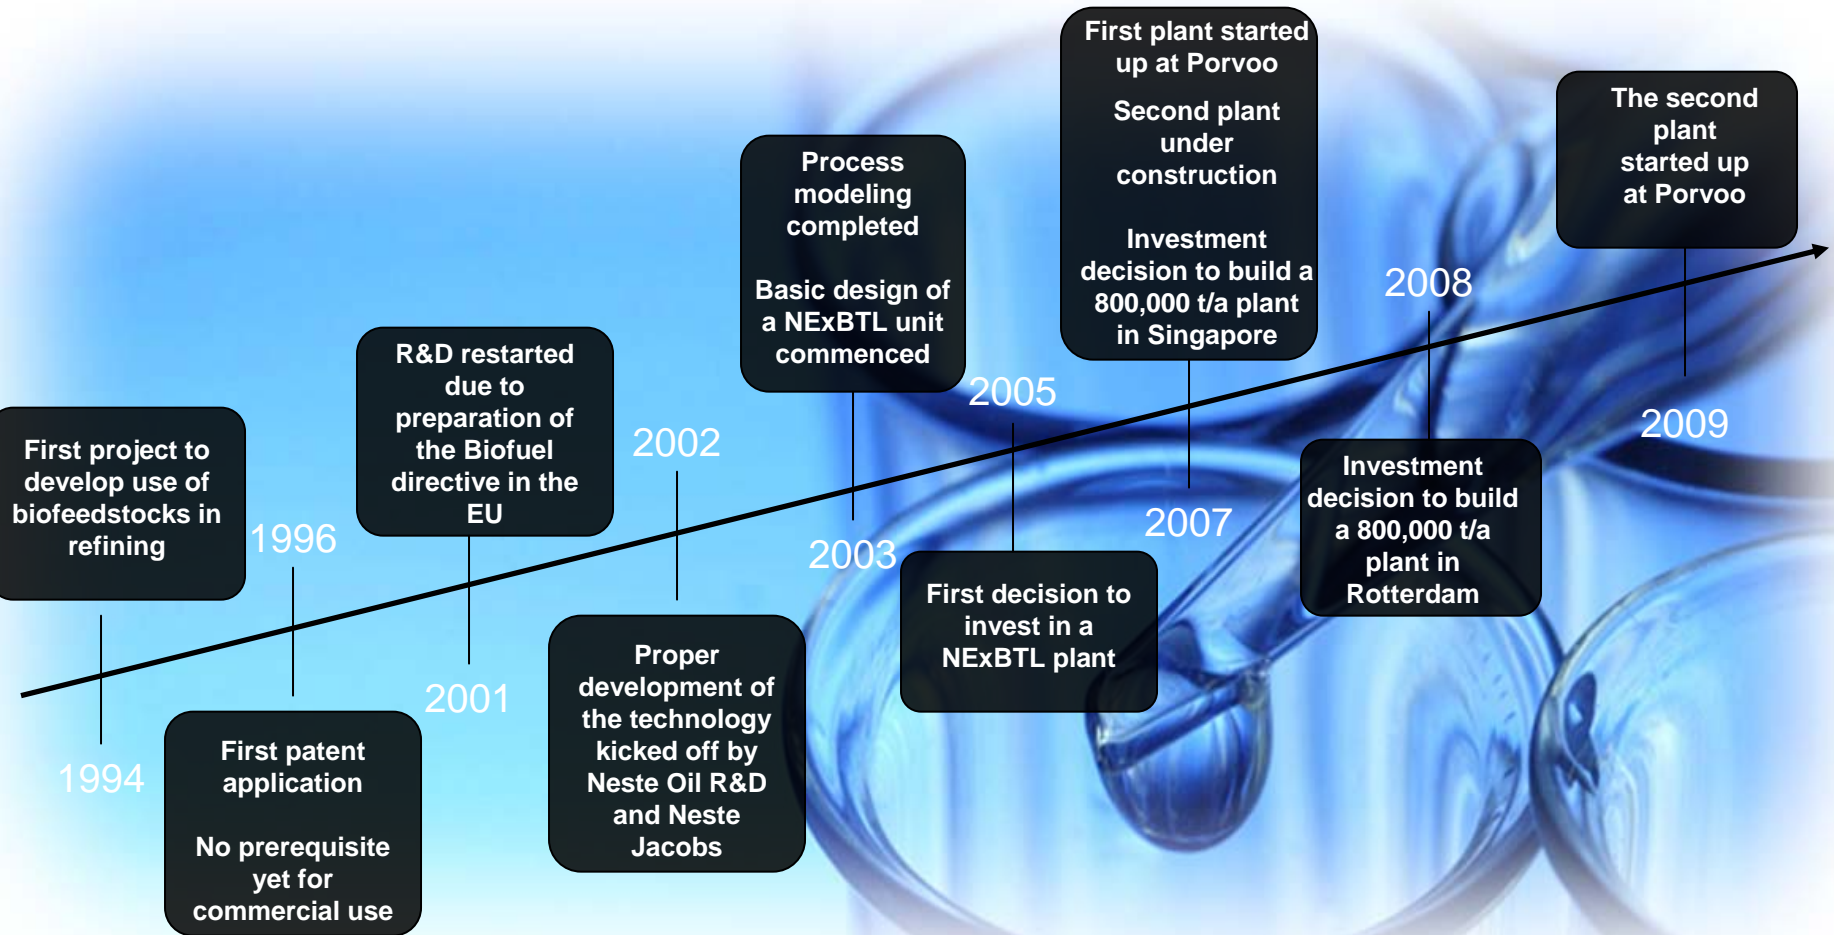 First project to
develop use of
biofeedstocks in
refining
1994
1996
First patent
application
No prerequisite
yet for
commercial use
R&D restarted
due to
preparation of
the Biofuel
directive in the
EU
2001
2002
Proper
development of
the technology
kicked off by
Neste Oil R&D
and Neste
Jacobs
Process
modeling
completed
Basic design of
a NExBTL unit
commenced
2003
2005
First decision to
invest in a
NExBTL plant
First plant started
up at Porvoo
Second plant
under
construction
Investment
decision to build a
800,000 t/a plant
in Singapore
2007
2008
Investment
decision to build
a 800,000 t/a
plant in
Rotterdam
The second
plant
started up
at Porvoo
2009